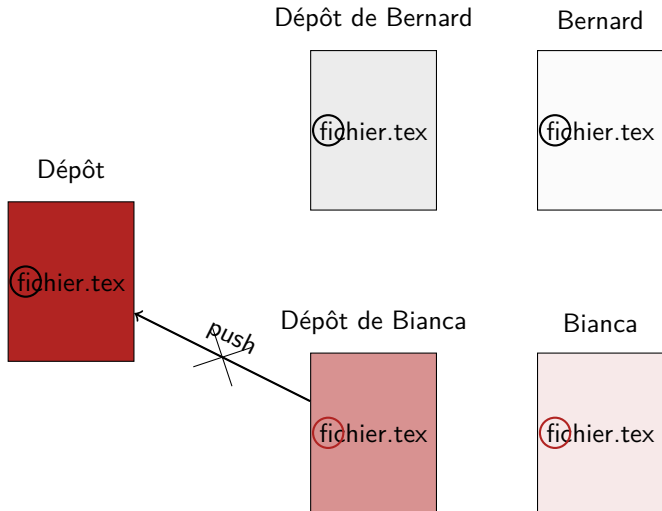 Dépôt de Bernard
Bernard
fichier.tex
fichier.tex
Dépôt
fichier.tex
push
Dépôt de Bianca
Bianca
fichier.tex
fichier.tex